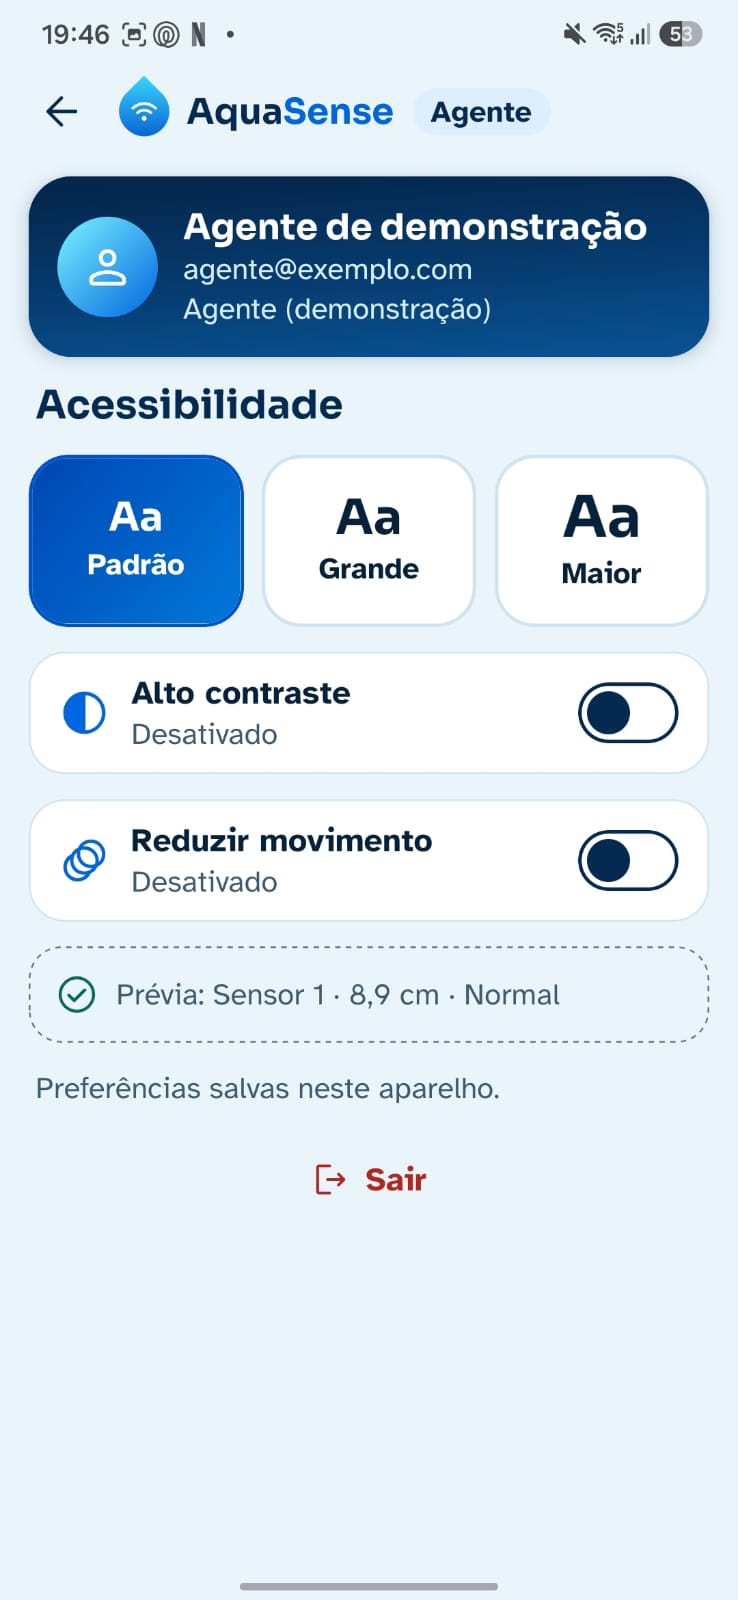 19:46
53
AquaSense Agente
Agente de demonstração
agente@exemplo.com
Agente (demonstração)
Acessibilidade
Aa
Padrão
Aa
Grande
Aa
Maior
Alto contraste
Desativado
Reduzir movimento
Desativado
Prévia: Sensor 1 · 8,9 cm · Normal
Preferências salvas neste aparelho.
Sair